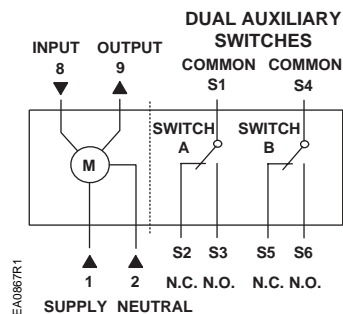 DUAL AUXILIARY
SWITCHES
INPUT OUTPUT
8 9
COMMON COMMON
S1 S4
SWITCH
A
SWITCH
B
M
S2 S3 S5 S6
1 2
N.C. N.O. N.C. N.O.
SUPPLY NEUTRAL
EA0867R1